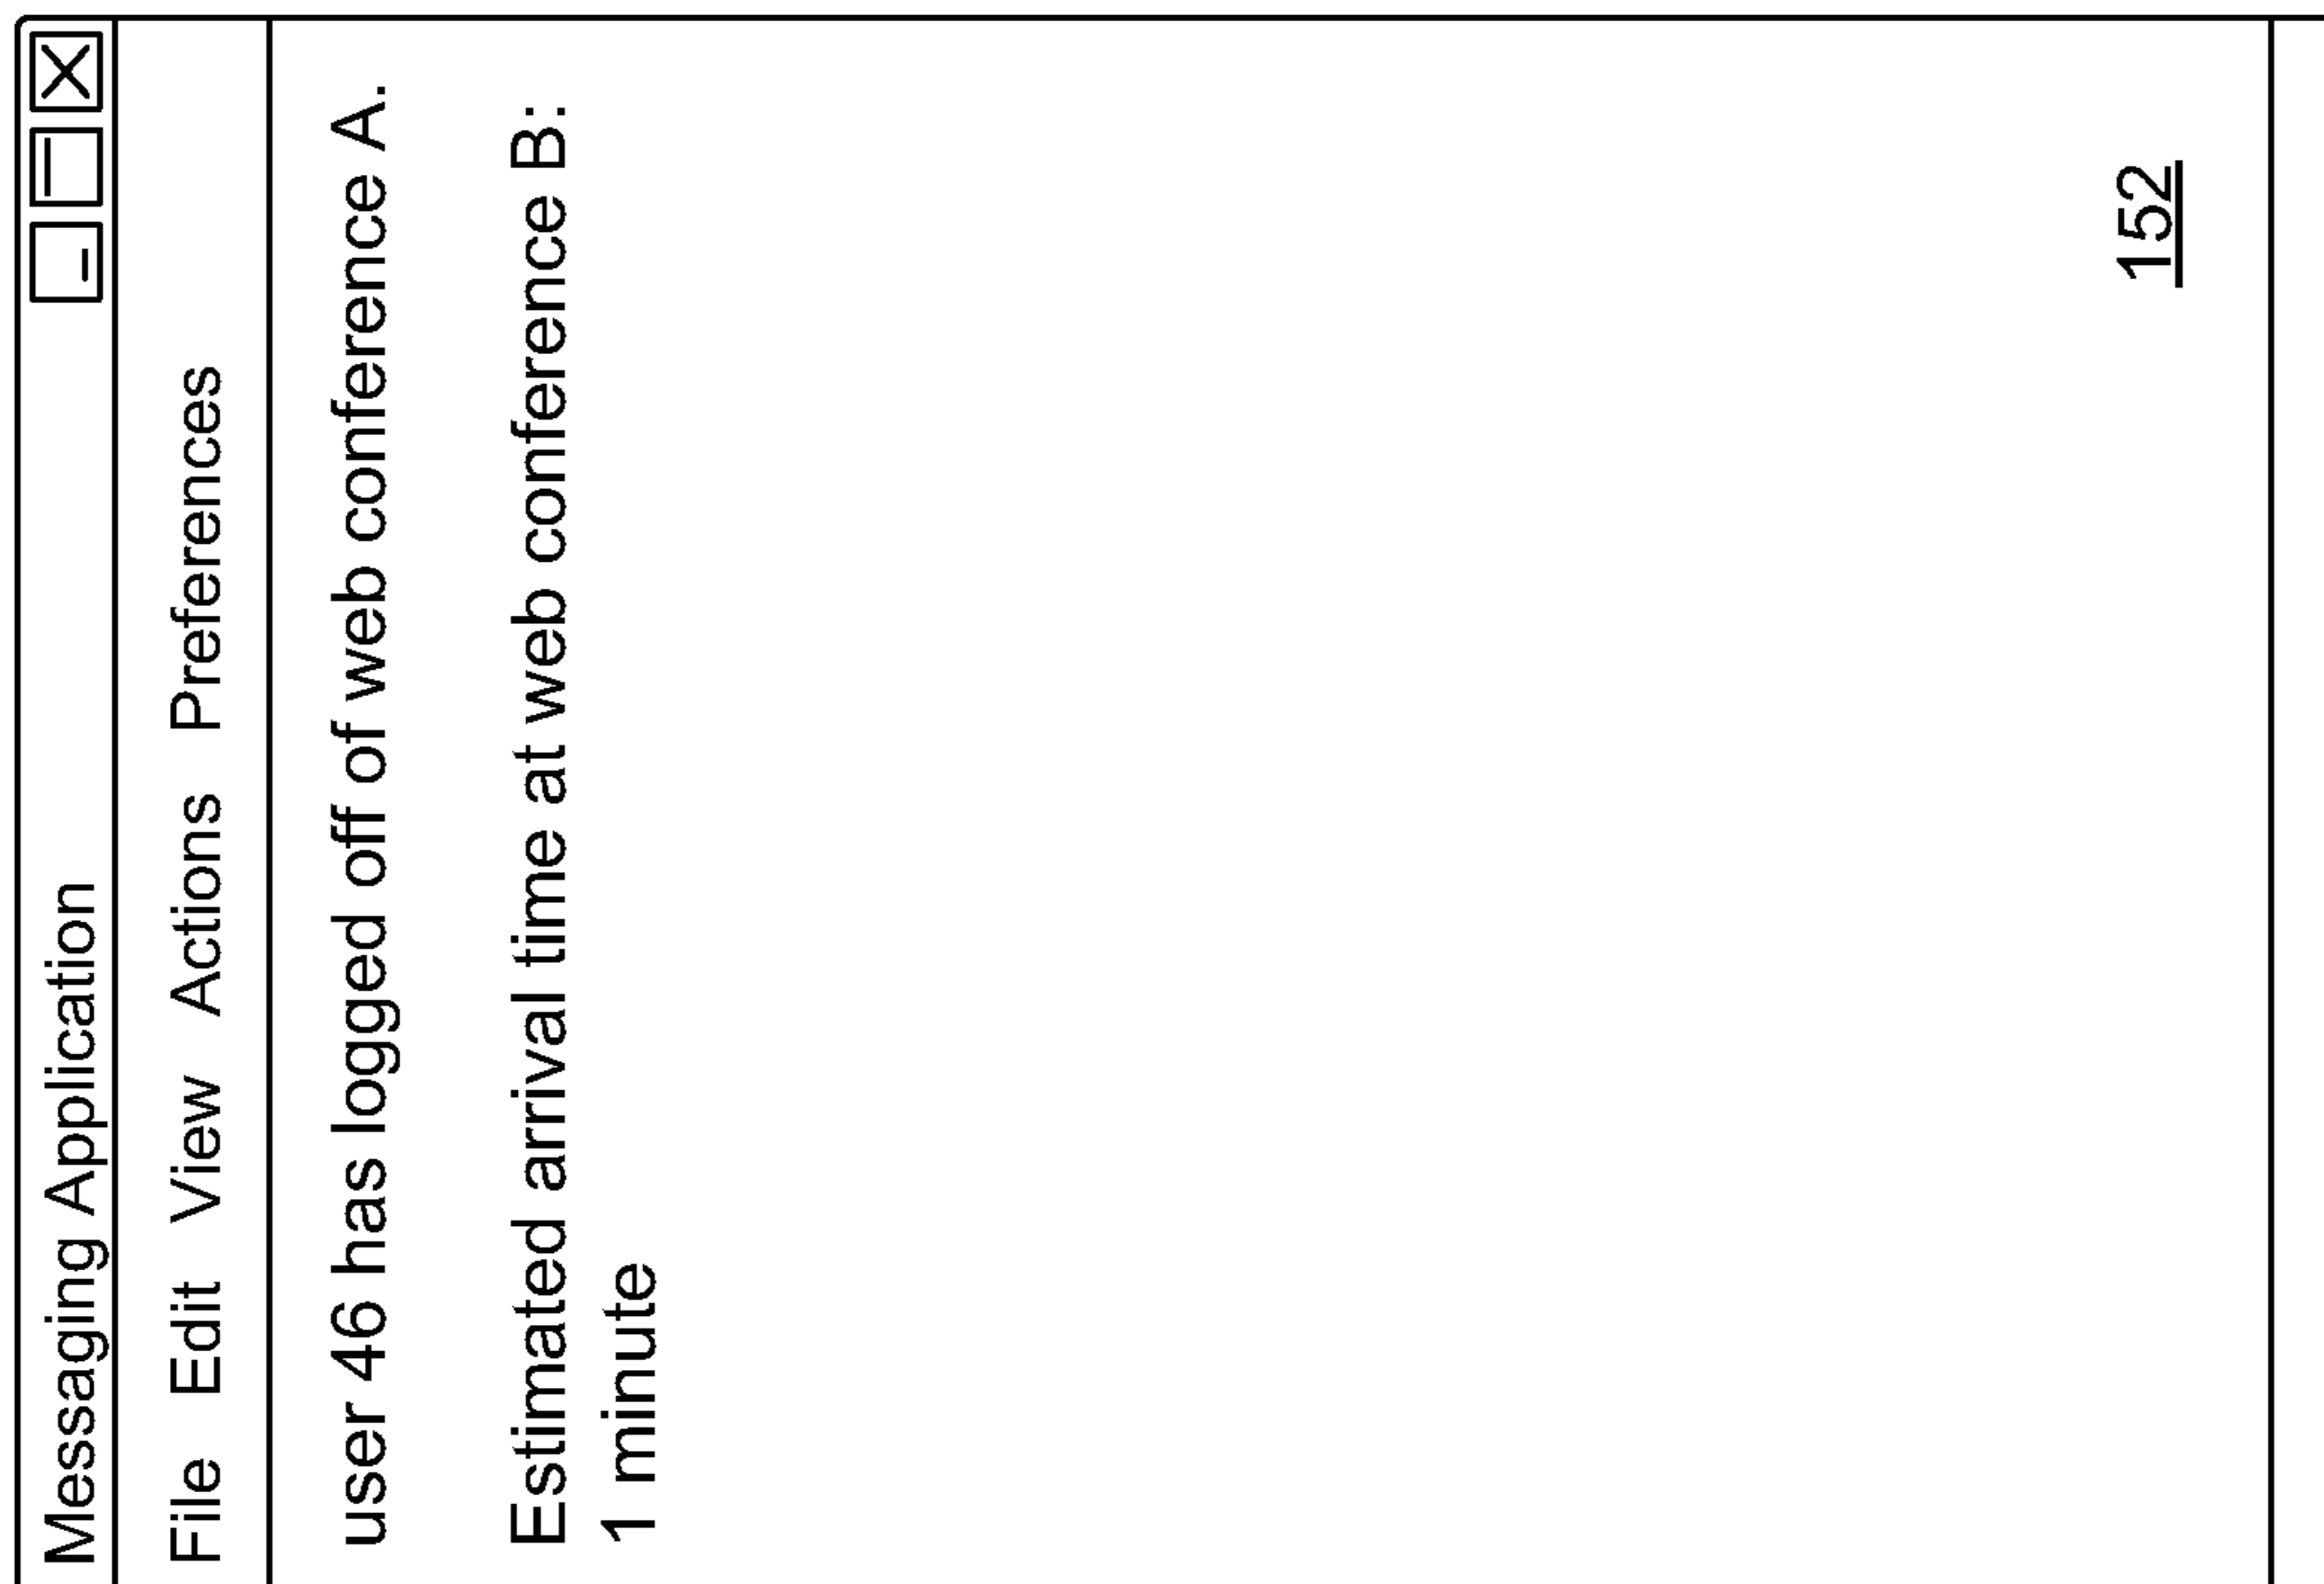 Messaging Application
File Edit View Actions Preferences
user 46 has logged off of web conference A.
Estimated arrival time at web conference B:
1 minute
152